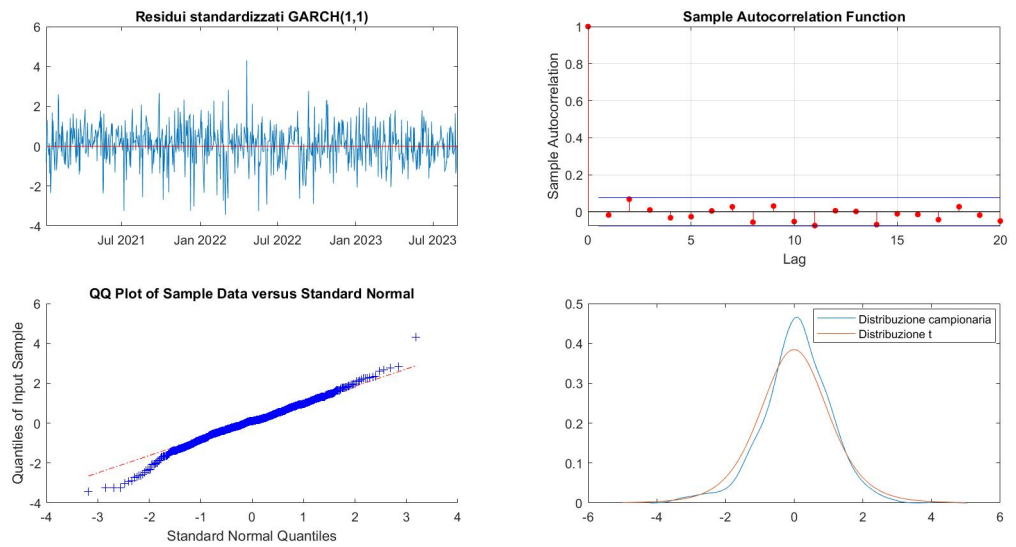 Residui standardizzati GARCH(1,1)
6
4
2
0
-2
-4
Jul 2021 Jan 2022 Jul 2022 Jan 2023 Jul 2023
Sample Autocorrelation Function
Sample Autocorrelation
1
0.8
0.6
0.4
0.2
0
0 5 10 15 20
Lag
QQ Plot of Sample Data versus Standard Normal
Quantiles of Input Sample
6
4
2
0
-2
-4
-4 -3 -2 -1 0 1 2 3 4
Standard Normal Quantiles
0.5
0.4
0.3
0.2
0.1
0
-6 -4 -2 0 2 4 6
Distribuzione campionaria
Distribuzione t